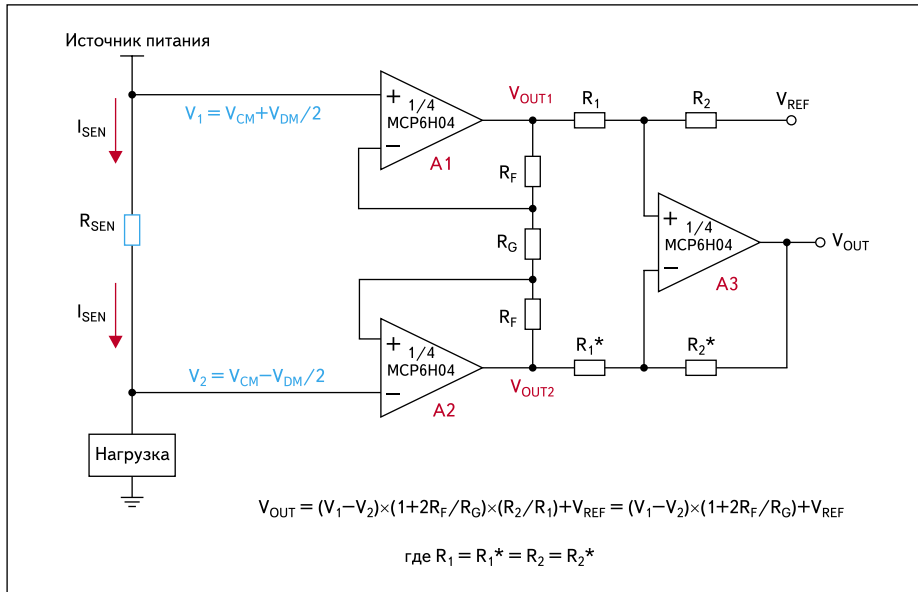 Источник питания
I_SEN
V_1 = V_CM+V_DM/2
+
1/4
MCP6H04
−
A1
V_OUT1
R_1
R_2
V_REF
R_F
R_SEN
R_G
+
1/4
MCP6H04
−
A3
V_OUT
I_SEN
R_F
V_2 = V_CM−V_DM/2
+
1/4
MCP6H04
−
A2
V_OUT2
R_1*
R_2*
Нагрузка
V_OUT = (V_1−V_2)×(1+2R_F/R_G)×(R_2/R_1)+V_REF = (V_1−V_2)×(1+2R_F/R_G)+V_REF
где R_1 = R_1* = R_2 = R_2*